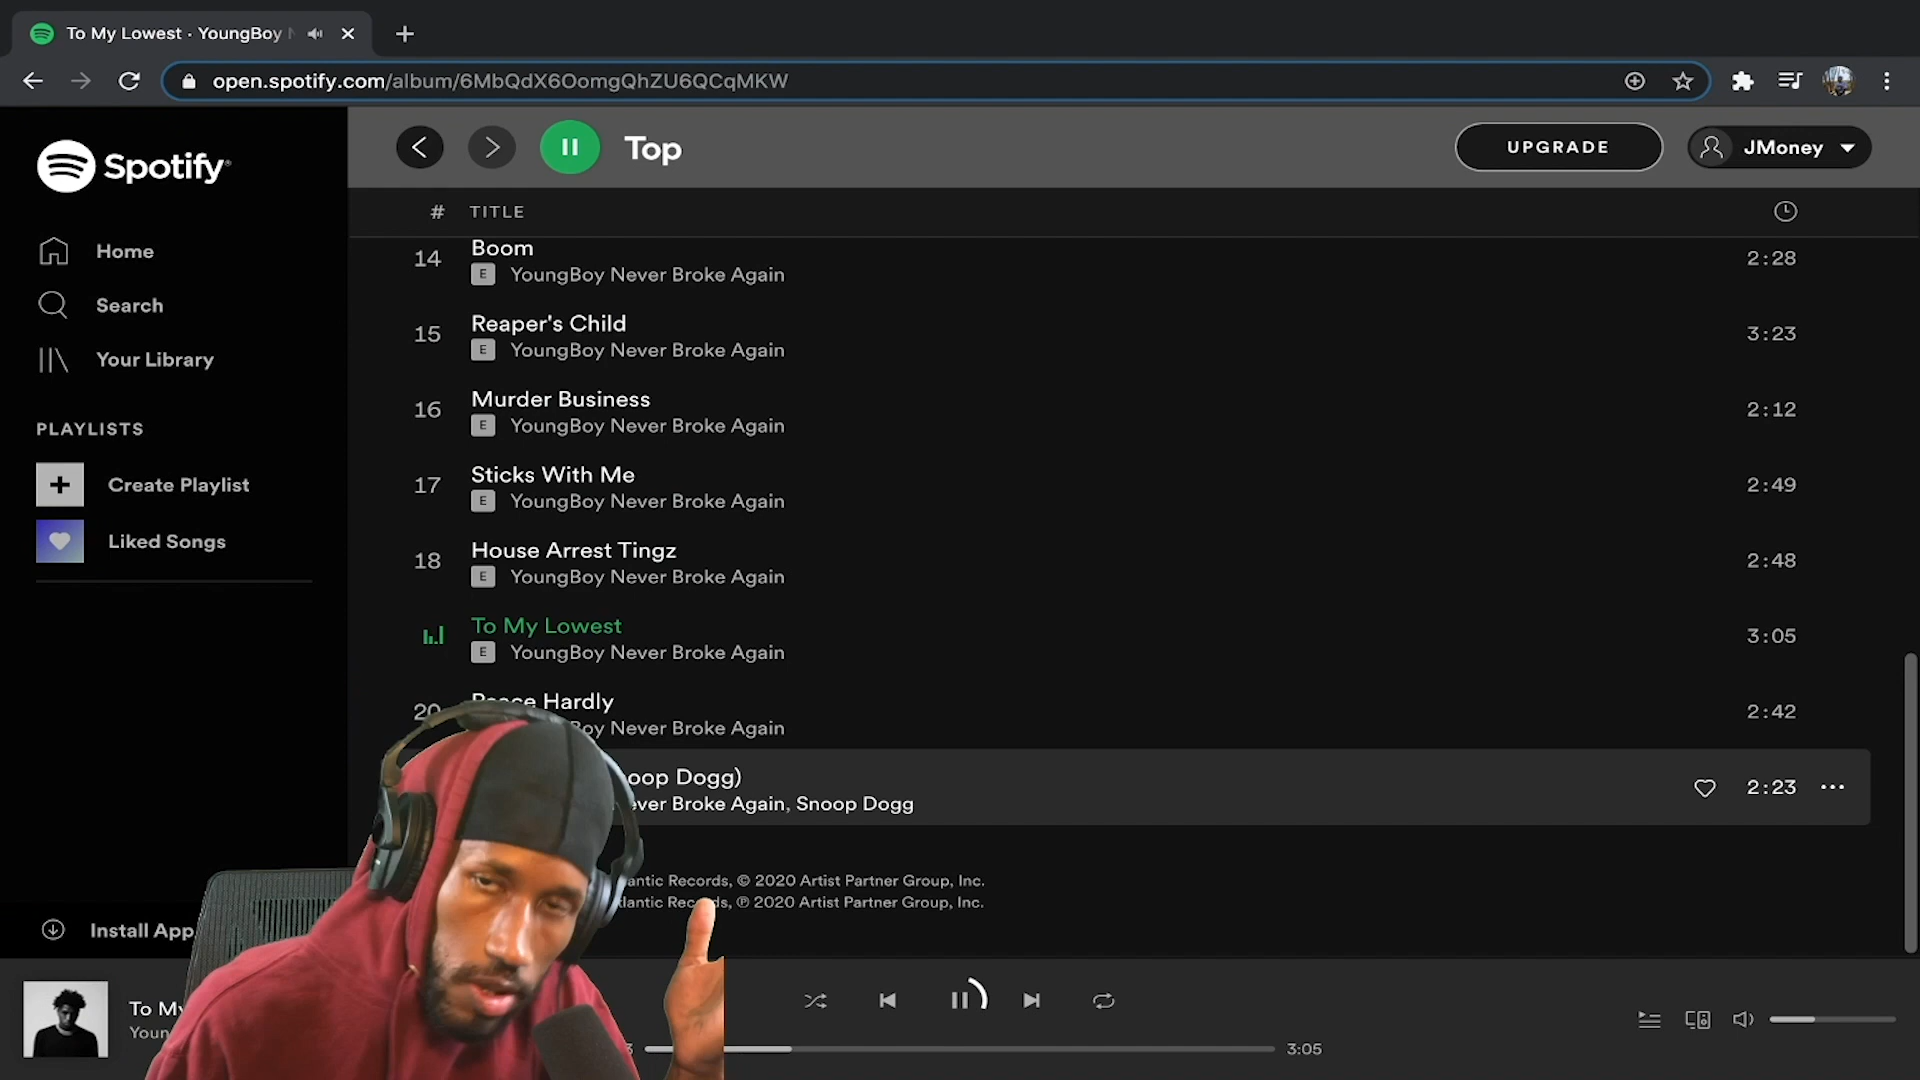 To My Lowest · YoungBoy
open.spotify.com/album/6MbQdX6OomgQhZU6QCqMKW
Spotify
Top
UPGRADE
JMoney
# TITLE
Home
Search
Your Library
PLAYLISTS
Create Playlist
Liked Songs
14 Boom 2:28
E YoungBoy Never Broke Again
15 Reaper's Child 3:23
E YoungBoy Never Broke Again
16 Murder Business 2:12
E YoungBoy Never Broke Again
17 Sticks With Me 2:49
E YoungBoy Never Broke Again
18 House Arrest Tingz 2:48
E YoungBoy Never Broke Again
To My Lowest 3:05
E YoungBoy Never Broke Again
20 Hardly 2:42
Never Broke Again
Dogg) 2:23
Broke Again, Snoop Dogg
Records, © 2020 Artist Partner Group, Inc.
℗ 2020 Artist Partner Group, Inc.
Install App
To
3:05